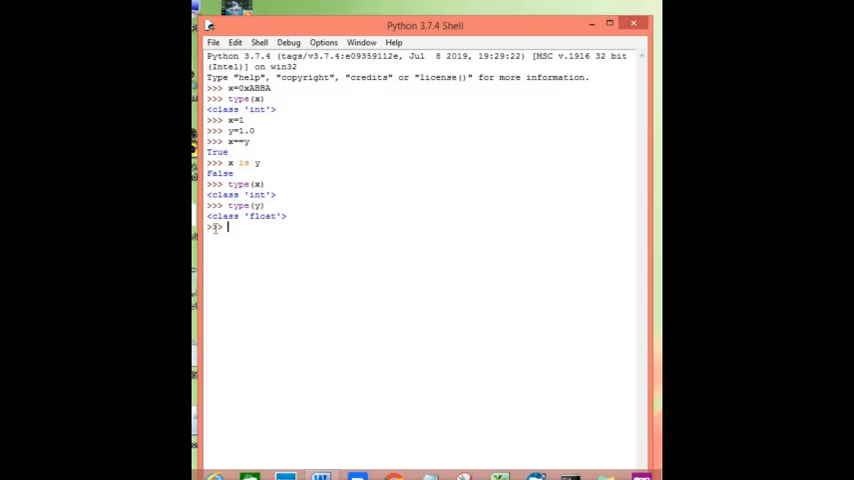 Python 3.7.4 Shell
File Edit Shell Debug Options Window Help
Python 3.7.4 (tags/v3.7.4:e09359112e, Jul  8 2019, 19:29:22) [MSC v.1916 32 bit
(Intel)] on win32
Type "help", "copyright", "credits" or "license()" for more information.
>>> x=0xABBA
>>> type(x)
<class 'int'>
>>> x=1
>>> y=1.0
>>> x==y
True
>>> x is y
False
>>> type(x)
<class 'int'>
>>> type(y)
<class 'float'>
>>>